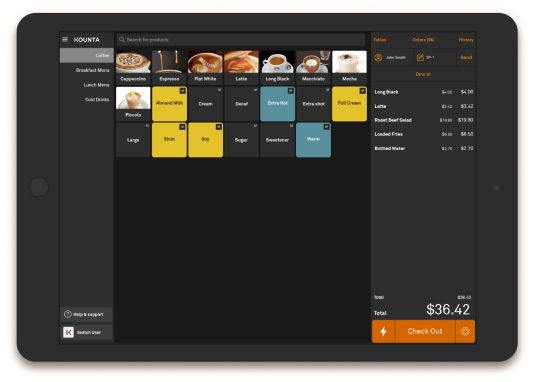 KOUNTA
Search for products
Tables Orders (96) History
Coffee
Breakfast Menu
Lunch Menu
Cold Drinks
Cappuccino Espresso Flat White Latte Long Black Macchiato Mocha
Piccolo Almond Milk Cream Decaf Extra Hot Extra shot Full Cream
Large Skim Soy Sugar Sweetener Warm
John Smith SP-1 Send
Dine in
Long Black $4.00 $4.00
Latte $3.42 $3.42
Roast Beef Salad $19.80 $19.80
Loaded Fries $6.50 $6.50
Bottled Water $2.70 $2.70
Total $36.42
Total $36.42
Help & support
K Switch User
Check Out